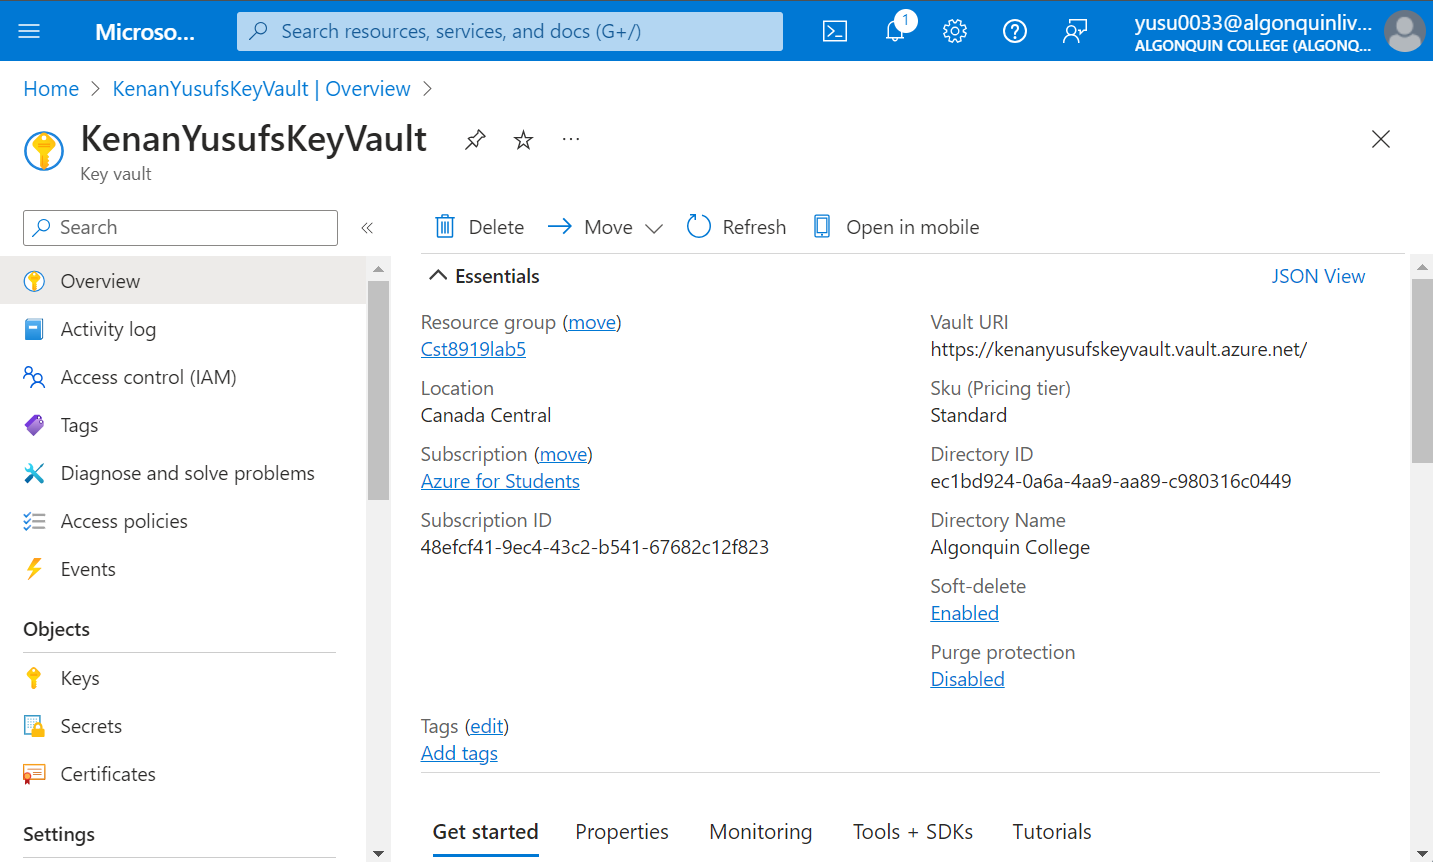 Microso...
Search resources, services, and docs (G+/)
1
yusu0033@algonquinliv...
ALGONQUIN COLLEGE (ALGONQ...
Home > KenanYusufsKeyVault | Overview >
KenanYusufsKeyVault
...
Key vault
Search
«
Delete
Move
Refresh
Open in mobile
Overview
Activity log
Access control (IAM)
Tags
Diagnose and solve problems
Access policies
Events
Objects
Keys
Secrets
Certificates
Settings
Essentials
JSON View
Resource group (move)
Cst8919lab5
Location
Canada Central
Subscription (move)
Azure for Students
Subscription ID
48efcf41-9ec4-43c2-b541-67682c12f823
Vault URI
https://kenanyusufskeyvault.vault.azure.net/
Sku (Pricing tier)
Standard
Directory ID
ec1bd924-0a6a-4aa9-aa89-c980316c0449
Directory Name
Algonquin College
Soft-delete
Enabled
Purge protection
Disabled
Tags (edit)
Add tags
Get started
Properties
Monitoring
Tools + SDKs
Tutorials